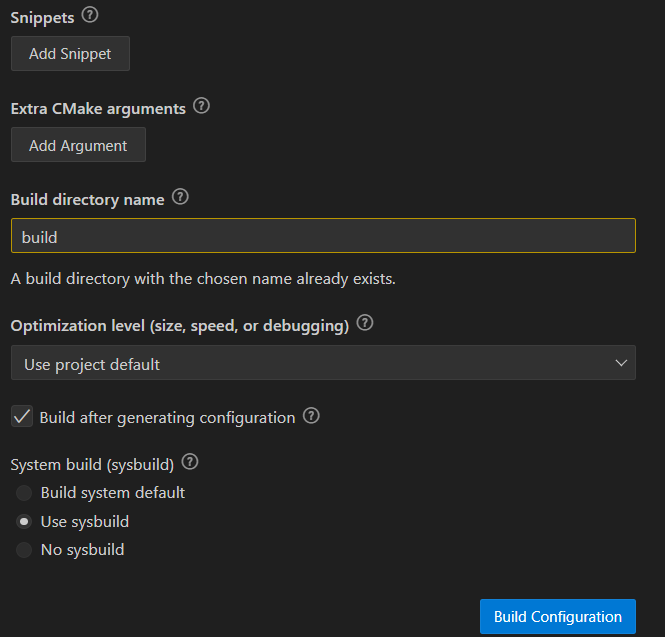 Snippets ?
Add Snippet
Extra CMake arguments ?
Add Argument
Build directory name ?
build
A build directory with the chosen name already exists.
Optimization level (size, speed, or debugging) ?
Use project default
Build after generating configuration ?
System build (sysbuild) ?
Build system default
Use sysbuild
No sysbuild
Build Configuration